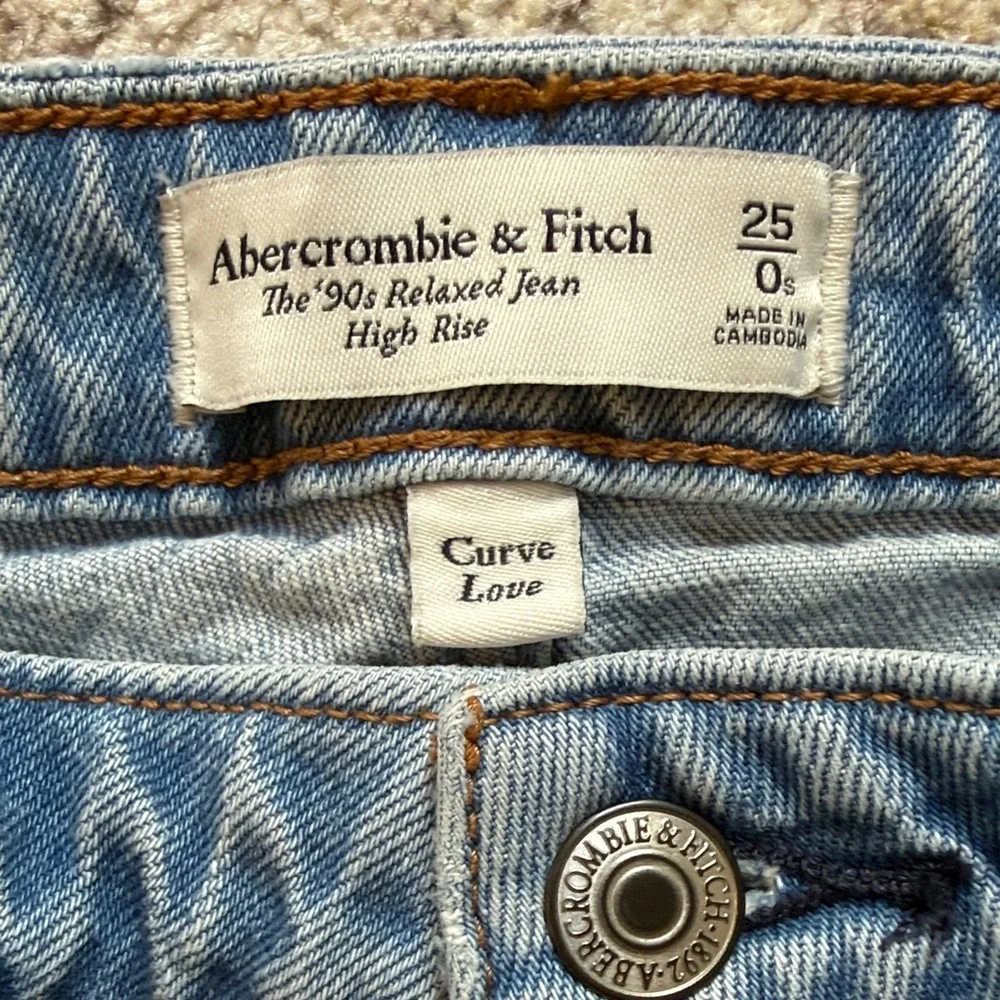 Abercrombie & Fitch
The '90s Relaxed Jean
High Rise
25
0s
MADE IN
CAMBODIA
Curve
Love
ABERCROMBIE & FITCH · 1892 ·